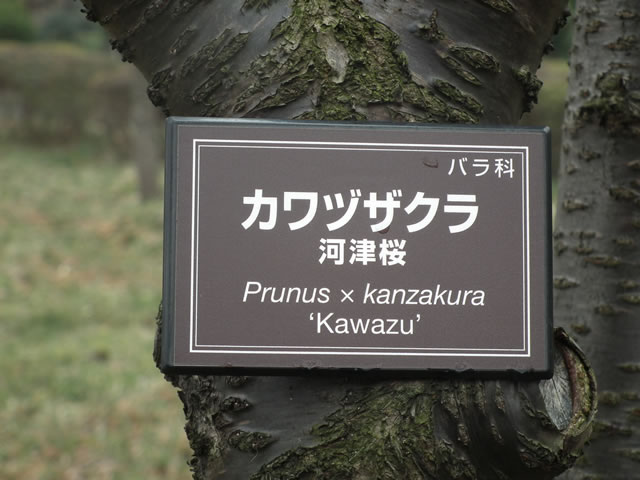 バラ科
カワヅザクラ
河津桜
Prunus × kanzakura
‘Kawazu’